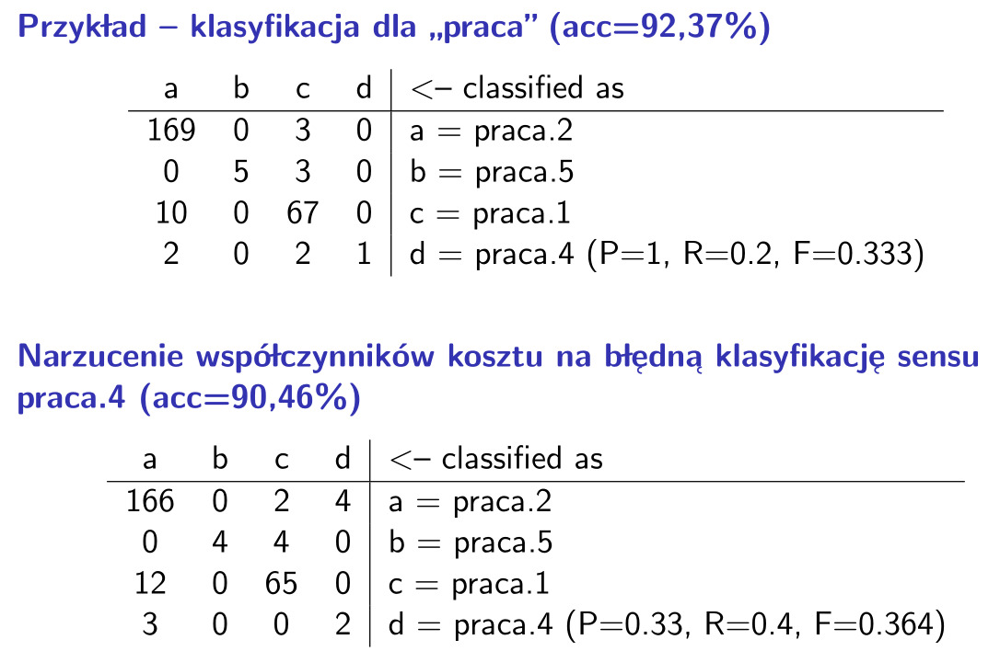 Przykład – klasyfikacja dla „praca” (acc=92,37%)
a b c d <– classified as
169 0 3 0 a = praca.2
0 5 3 0 b = praca.5
10 0 67 0 c = praca.1
2 0 2 1 d = praca.4 (P=1, R=0.2, F=0.333)
Narzucenie współczynników kosztu na błędną klasyfikację sensu
praca.4 (acc=90,46%)
a b c d <– classified as
166 0 2 4 a = praca.2
0 4 4 0 b = praca.5
12 0 65 0 c = praca.1
3 0 0 2 d = praca.4 (P=0.33, R=0.4, F=0.364)